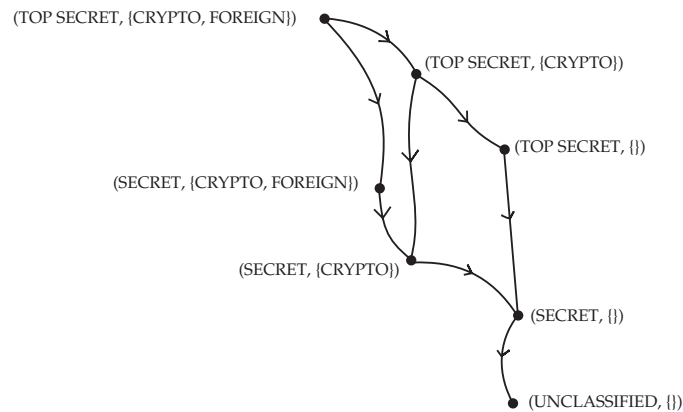 (TOP SECRET, {CRYPTO, FOREIGN})
(TOP SECRET, {CRYPTO})
(TOP SECRET, {})
(SECRET, {CRYPTO, FOREIGN})
(SECRET, {CRYPTO})
(SECRET, {})
(UNCLASSIFIED, {})